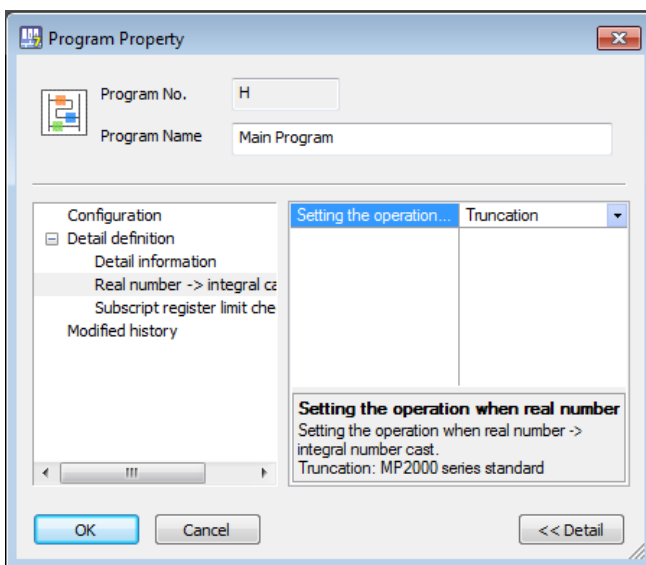 Program Property
Program No.
H
Program Name
Main Program
Configuration
Detail definition
Detail information
Real number -> integral ca
Subscript register limit che
Modified history
Setting the operation...
Truncation
Setting the operation when real number
Setting the operation when real number ->
integral number cast.
Truncation: MP2000 series standard
OK
Cancel
<< Detail